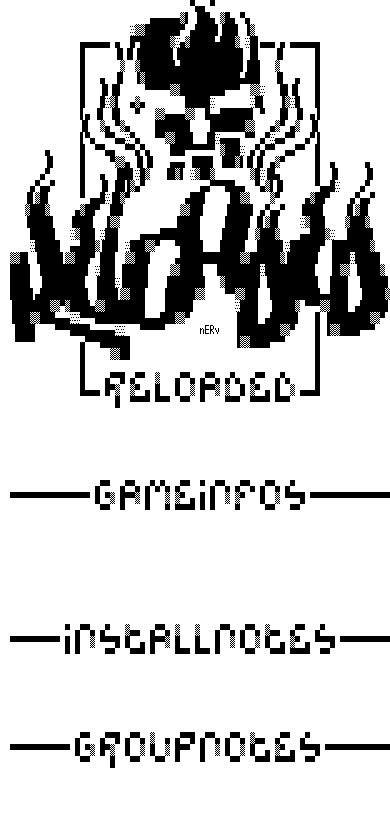 nERv
RELOADED
GAMEiNFOS
iNSTALLNOTES
GROUPNOTES